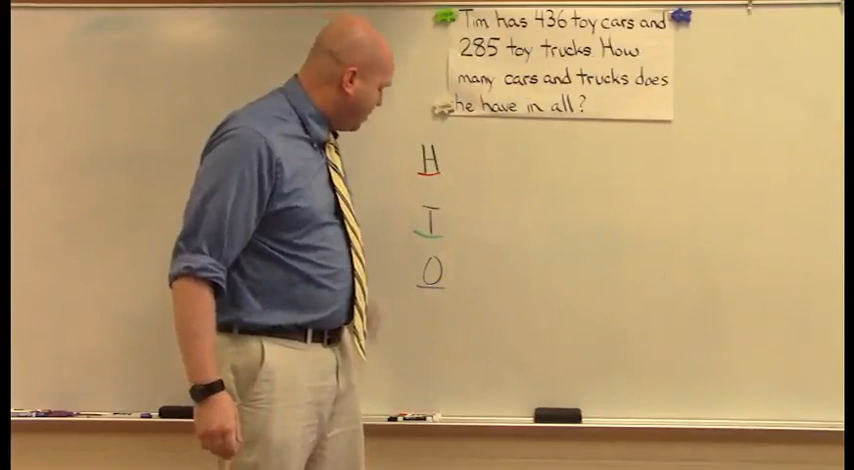 Tim has 436 toy cars and
285 toy trucks. How
many cars and trucks does
he have in all?
H
T
O